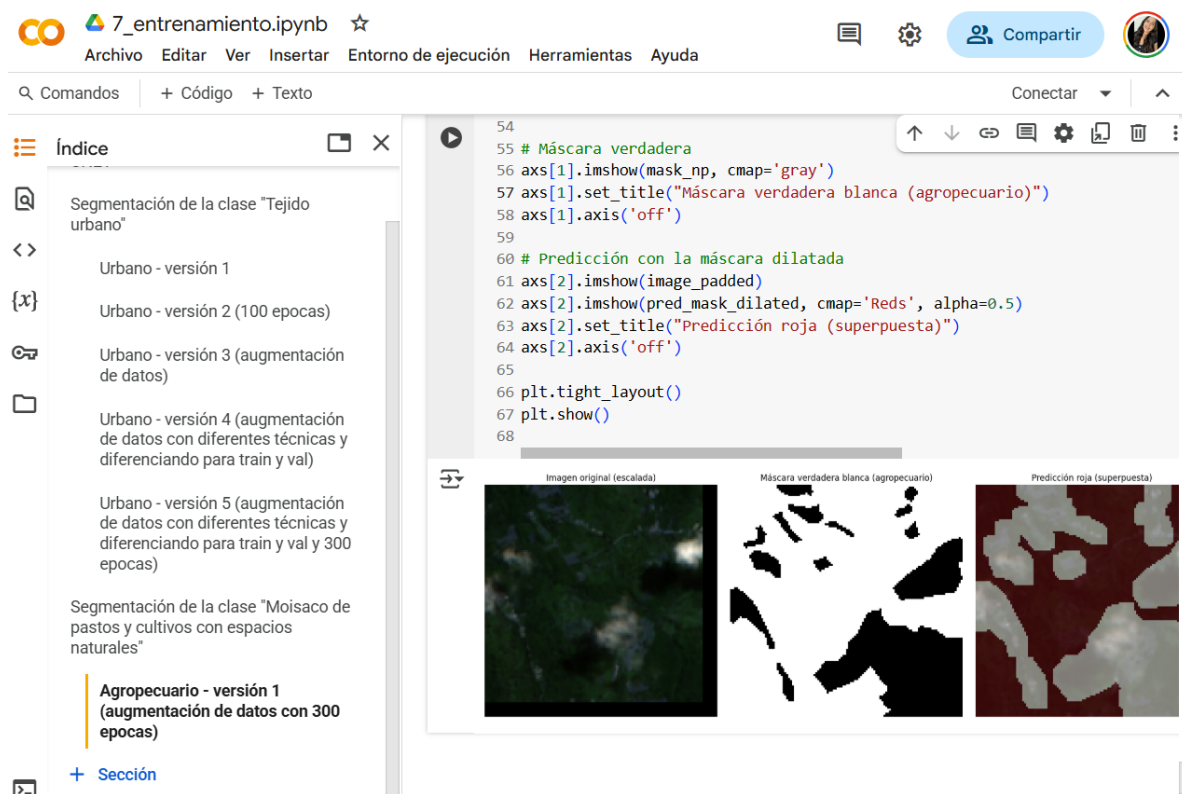 7_entrenamiento.ipynb
Archivo Editar Ver Insertar Entorno de ejecución Herramientas Ayuda
Compartir
Comandos + Código + Texto
Conectar
Índice
Segmentación de la clase "Tejido
urbano"
Urbano - versión 1
Urbano - versión 2 (100 epocas)
Urbano - versión 3 (augmentación
de datos)
Urbano - versión 4 (augmentación
de datos con diferentes técnicas y
diferenciando para train y val)
Urbano - versión 5 (augmentación
de datos con diferentes técnicas y
diferenciando para train y val y 300
epocas)
Segmentación de la clase "Moisaco de
pastos y cultivos con espacios
naturales"
Agropecuario - versión 1
(augmentación de datos con 300
epocas)
+ Sección
54
55 # Máscara verdadera
56 axs[1].imshow(mask_np, cmap='gray')
57 axs[1].set_title("Máscara verdadera blanca (agropecuario)")
58 axs[1].axis('off')
59
60 # Predicción con la máscara dilatada
61 axs[2].imshow(image_padded)
62 axs[2].imshow(pred_mask_dilated, cmap='Reds', alpha=0.5)
63 axs[2].set_title("Predicción roja (superpuesta)")
64 axs[2].axis('off')
65
66 plt.tight_layout()
67 plt.show()
68
Imagen original (escalada)
Máscara verdadera blanca (agropecuario)
Predicción roja (superpuesta)